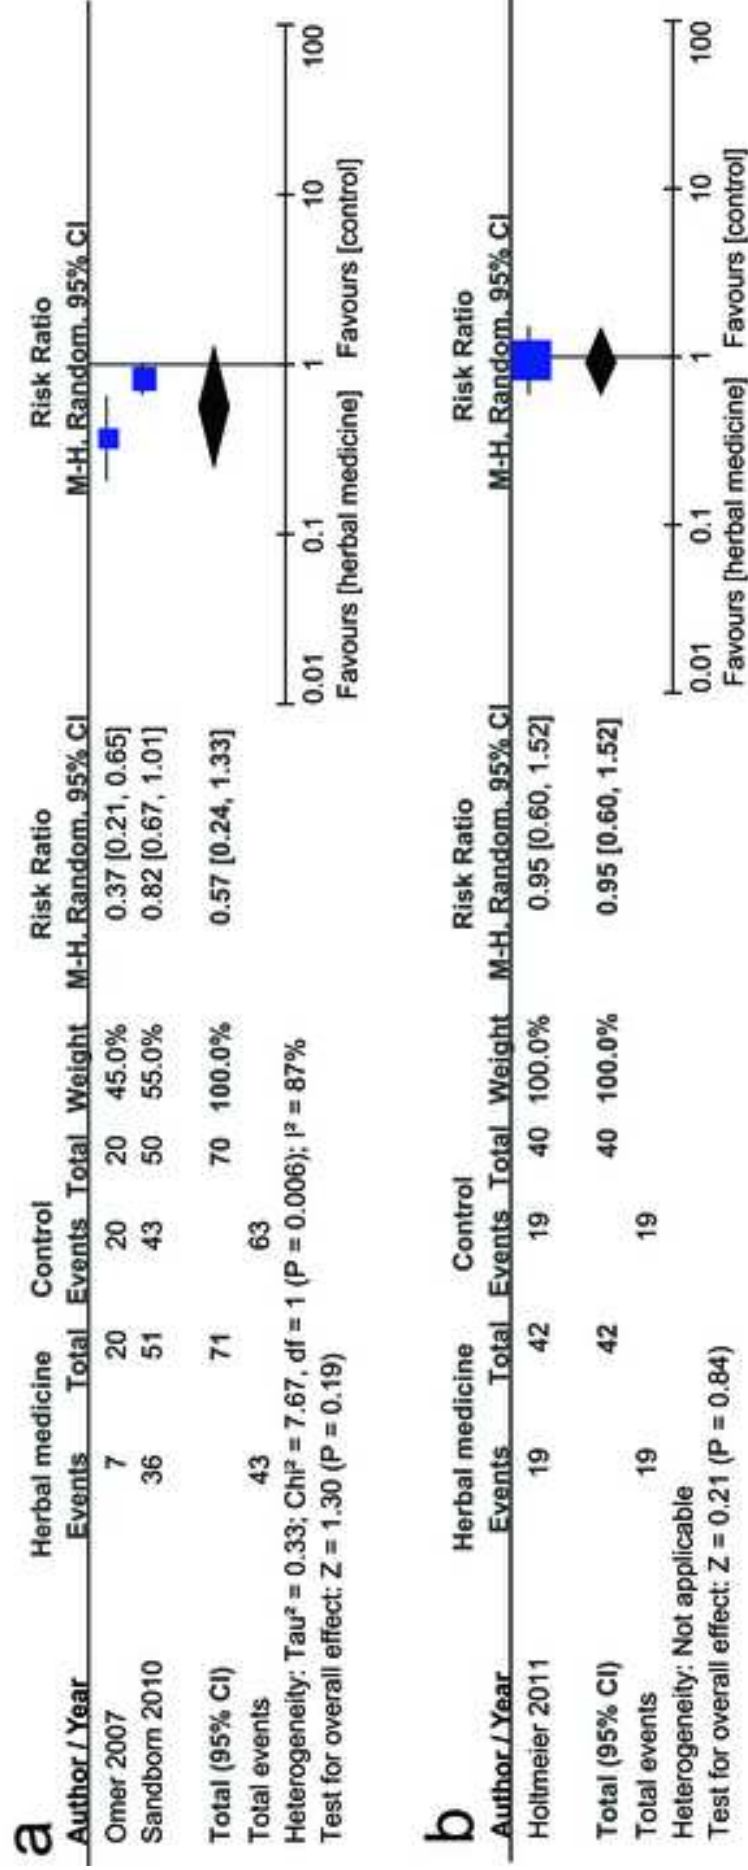 a
Herbal medicine Control Risk Ratio Risk Ratio
Author / Year Events Total Events Total Weight M-H, Random, 95% CI M-H, Random, 95% CI
Omer 2007 7 20 20 20 45.0% 0.37 [0.21, 0.65]
Sandborn 2010 36 51 43 50 55.0% 0.82 [0.67, 1.01]
Total (95% CI) 71 70 100.0% 0.57 [0.24, 1.33]
Total events 43 63
Heterogeneity: Tau² = 0.33; Chi² = 7.67, df = 1 (P = 0.006); I² = 87%
Test for overall effect: Z = 1.30 (P = 0.19)
0.01 0.1 1 10 100
Favours [herbal medicine] Favours [control]
b
Herbal medicine Control Risk Ratio Risk Ratio
Author / Year Events Total Events Total Weight M-H, Random, 95% CI M-H, Random, 95% CI
Holtmeier 2011 19 42 19 40 100.0% 0.95 [0.60, 1.52]
Total (95% CI) 42 40 100.0% 0.95 [0.60, 1.52]
Total events 19 19
Heterogeneity: Not applicable
Test for overall effect: Z = 0.21 (P = 0.84)
0.01 0.1 1 10 100
Favours [herbal medicine] Favours [control]